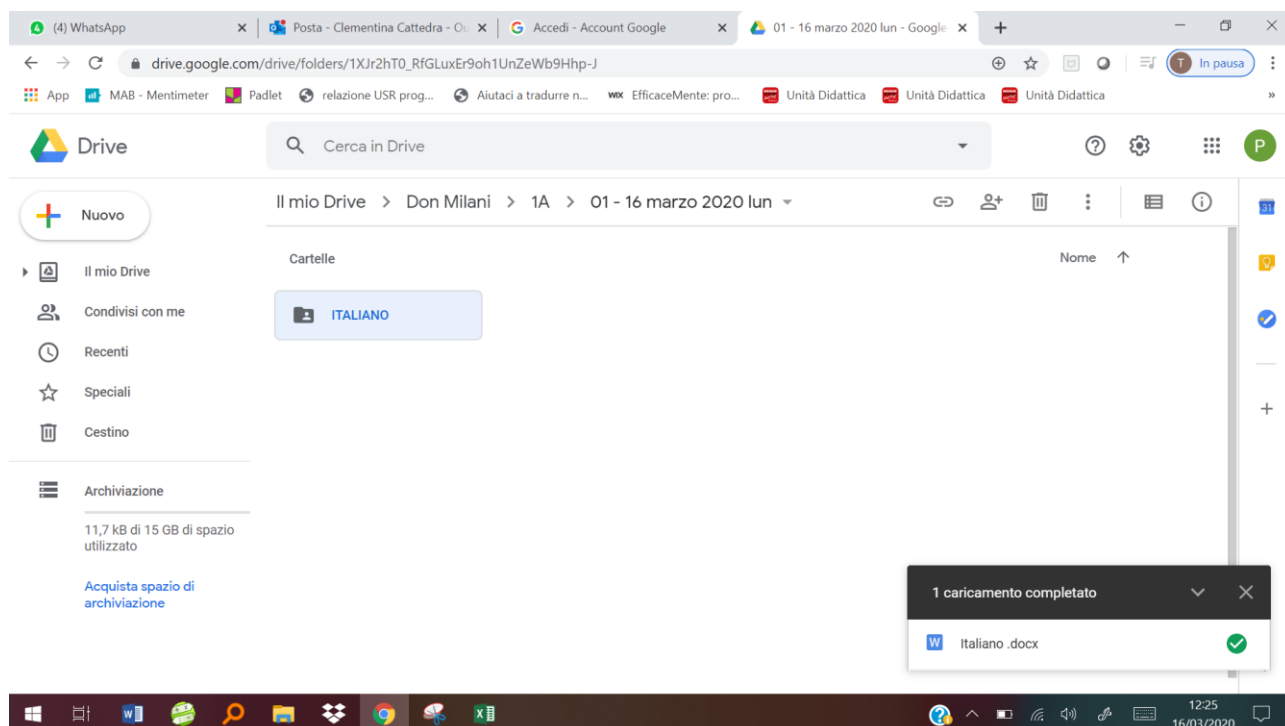 4 (4) WhatsApp
Posta - Clementina Cattedra - Ou
G Accedi - Account Google
01 - 16 marzo 2020 lun - Google
drive.google.com/drive/folders/1XJr2hT0_RfGLuxEr9oh1UnZeWb9Hhp-J
T In pausa
App
MAB - Mentimeter
Padlet
relazione USR prog...
Aiutaci a tradurre n...
WIX EfficaceMente: pro...
Unità Didattica
Unità Didattica
Unità Didattica
»
Drive
Cerca in Drive
P
Nuovo
Il mio Drive > Don Milani > 1A > 01 - 16 marzo 2020 lun
31
Il mio Drive
Condivisi con me
Recenti
Speciali
Cestino
Archiviazione
11,7 kB di 15 GB di spazio
utilizzato
Acquista spazio di
archiviazione
Cartelle
Nome
ITALIANO
1 caricamento completato
W Italiano .docx
12:25
16/03/2020